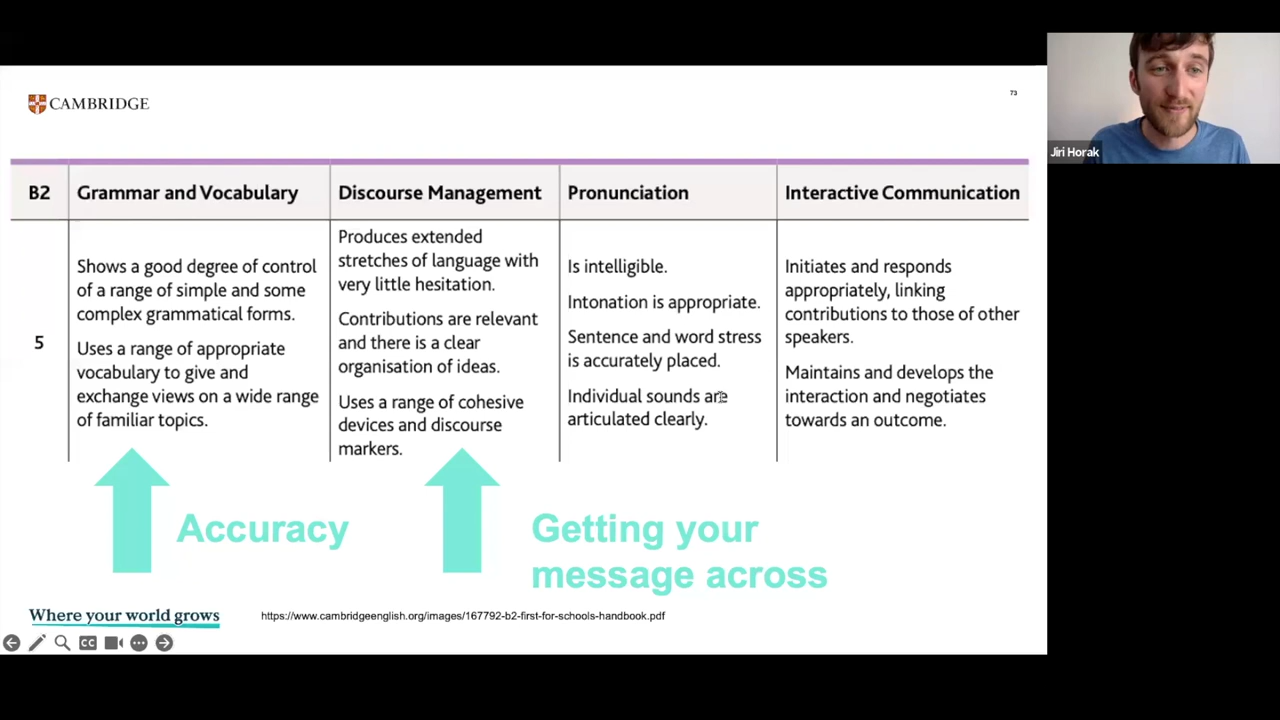 CAMBRIDGE
73
Jiri Horak
B2
Grammar and Vocabulary
Discourse Management
Pronunciation
Interactive Communication
5
Shows a good degree of control
of a range of simple and some
complex grammatical forms.
Uses a range of appropriate
vocabulary to give and
exchange views on a wide range
of familiar topics.
Produces extended
stretches of language with
very little hesitation.
Contributions are relevant
and there is a clear
organisation of ideas.
Uses a range of cohesive
devices and discourse
markers.
Is intelligible.
Intonation is appropriate.
Sentence and word stress
is accurately placed.
Individual sounds are
articulated clearly.
Initiates and responds
appropriately, linking
contributions to those of other
speakers.
Maintains and develops the
interaction and negotiates
towards an outcome.
Accuracy
Getting your
message across
Where your world grows
https://www.cambridgeenglish.org/images/167792-b2-first-for-schools-handbook.pdf
CC